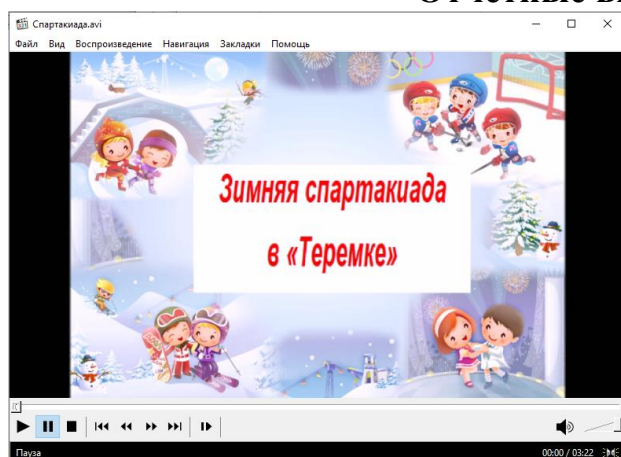 Спартакиада.avi
Файл Вид Воспроизведение Навигация Закладки Помощь
Зимняя спартакиада
в «Теремке»
Пауза
00:00 / 03:22